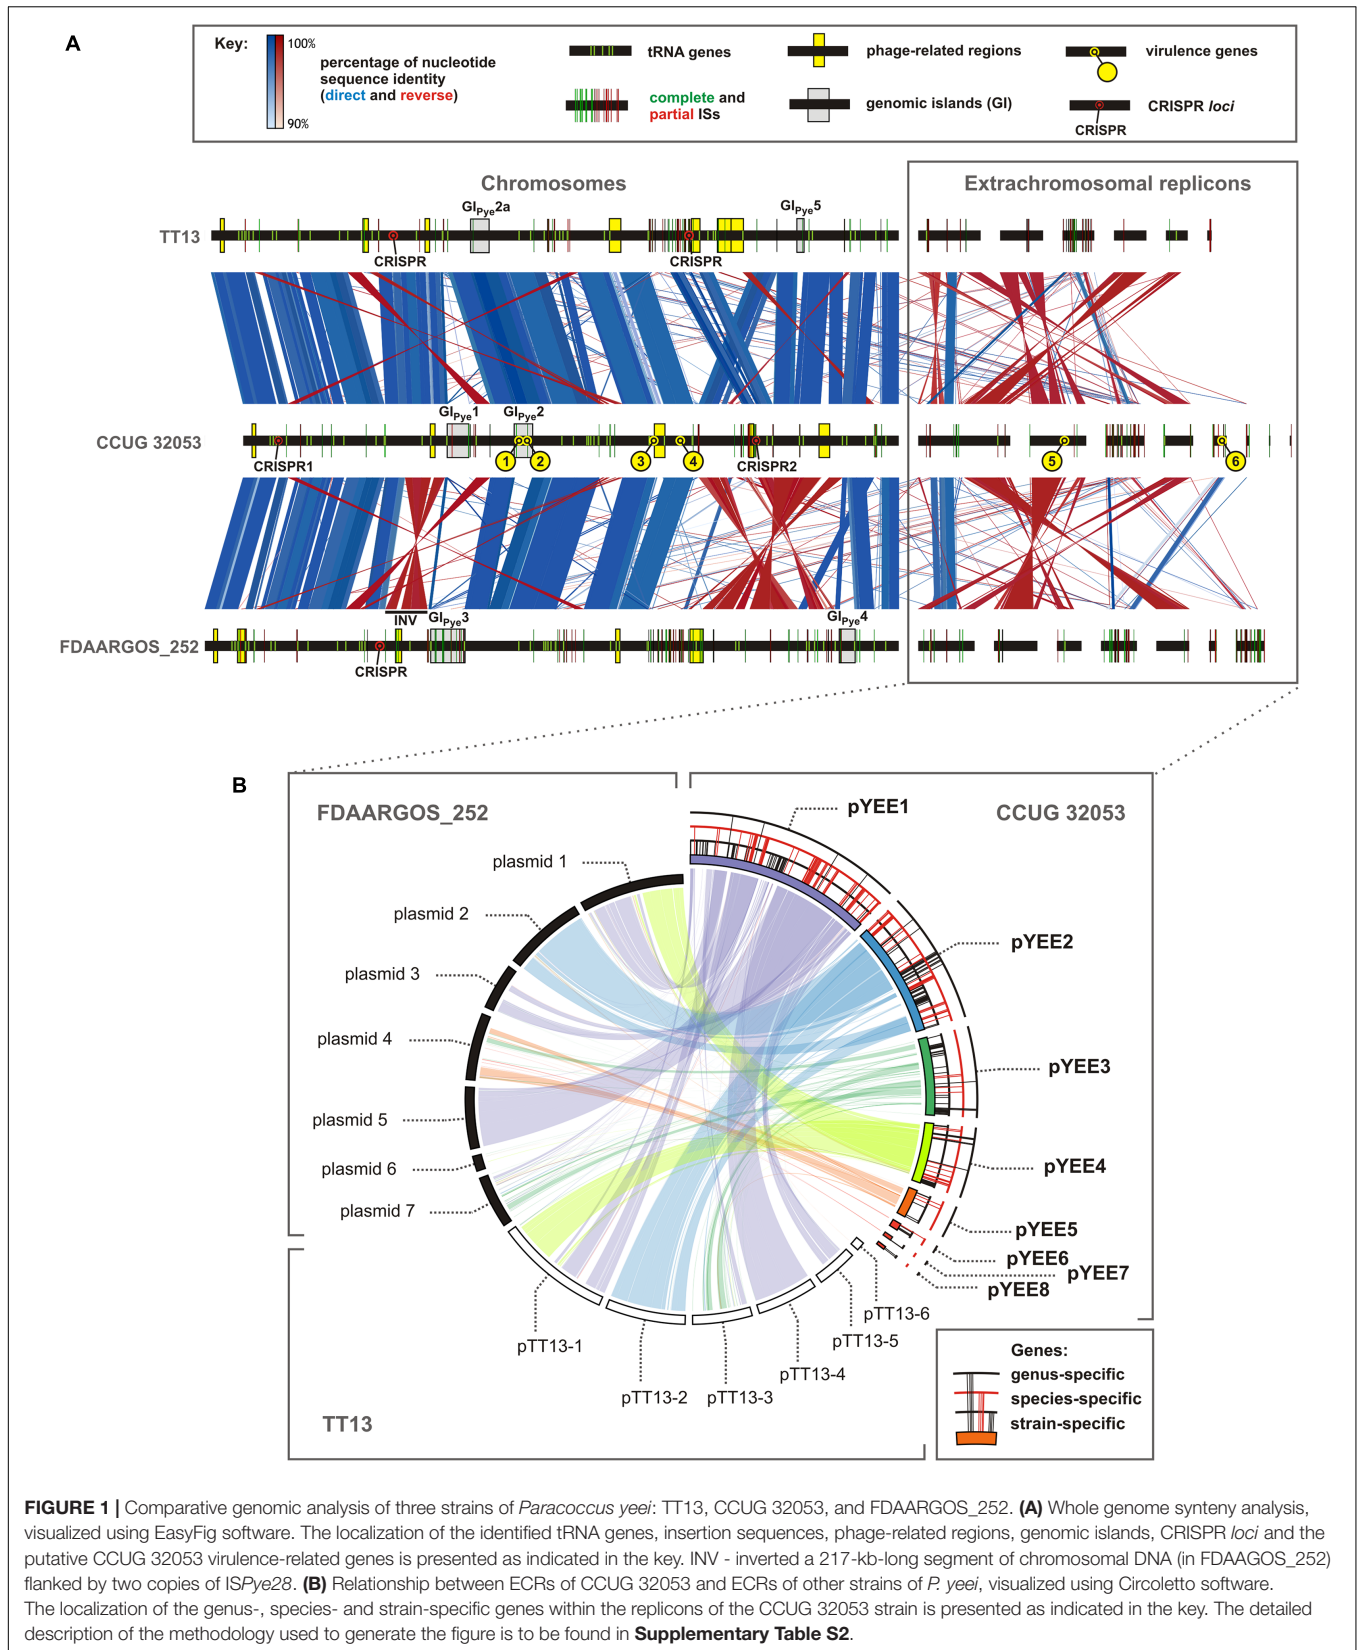 A
Key:
100%
90%
percentage of nucleotide
sequence identity
(direct and reverse)
tRNA genes
complete and
partial ISs
phage-related regions
genomic islands (GI)
virulence genes
CRISPR
CRISPR loci
Chromosomes
Extrachromosomal replicons
GIPye2a
GIPye5
TT13
CRISPR
CRISPR
GIPye1
GIPye2
CCUG 32053
CRISPR1
1
2
3
4
CRISPR2
5
6
INV
GIPye3
GIPye4
FDAARGOS_252
CRISPR
B
FDAARGOS_252
CCUG 32053
pYEE1
plasmid 1
plasmid 2
pYEE2
plasmid 3
plasmid 4
pYEE3
plasmid 5
plasmid 6
pYEE4
plasmid 7
pYEE5
pYEE6
pYEE7
pYEE8
pTT13-6
pTT13-5
pTT13-1
pTT13-4
pTT13-2
pTT13-3
TT13
Genes:
genus-specific
species-specific
strain-specific
FIGURE 1 | Comparative genomic analysis of three strains of Paracoccus yeei: TT13, CCUG 32053, and FDAARGOS_252. (A) Whole genome synteny analysis,
visualized using EasyFig software. The localization of the identified tRNA genes, insertion sequences, phage-related regions, genomic islands, CRISPR loci and the
putative CCUG 32053 virulence-related genes is presented as indicated in the key. INV - inverted a 217-kb-long segment of chromosomal DNA (in FDAAGOS_252)
flanked by two copies of ISPye28. (B) Relationship between ECRs of CCUG 32053 and ECRs of other strains of P. yeei, visualized using Circoletto software.
The localization of the genus-, species- and strain-specific genes within the replicons of the CCUG 32053 strain is presented as indicated in the key. The detailed
description of the methodology used to generate the figure is to be found in Supplementary Table S2.